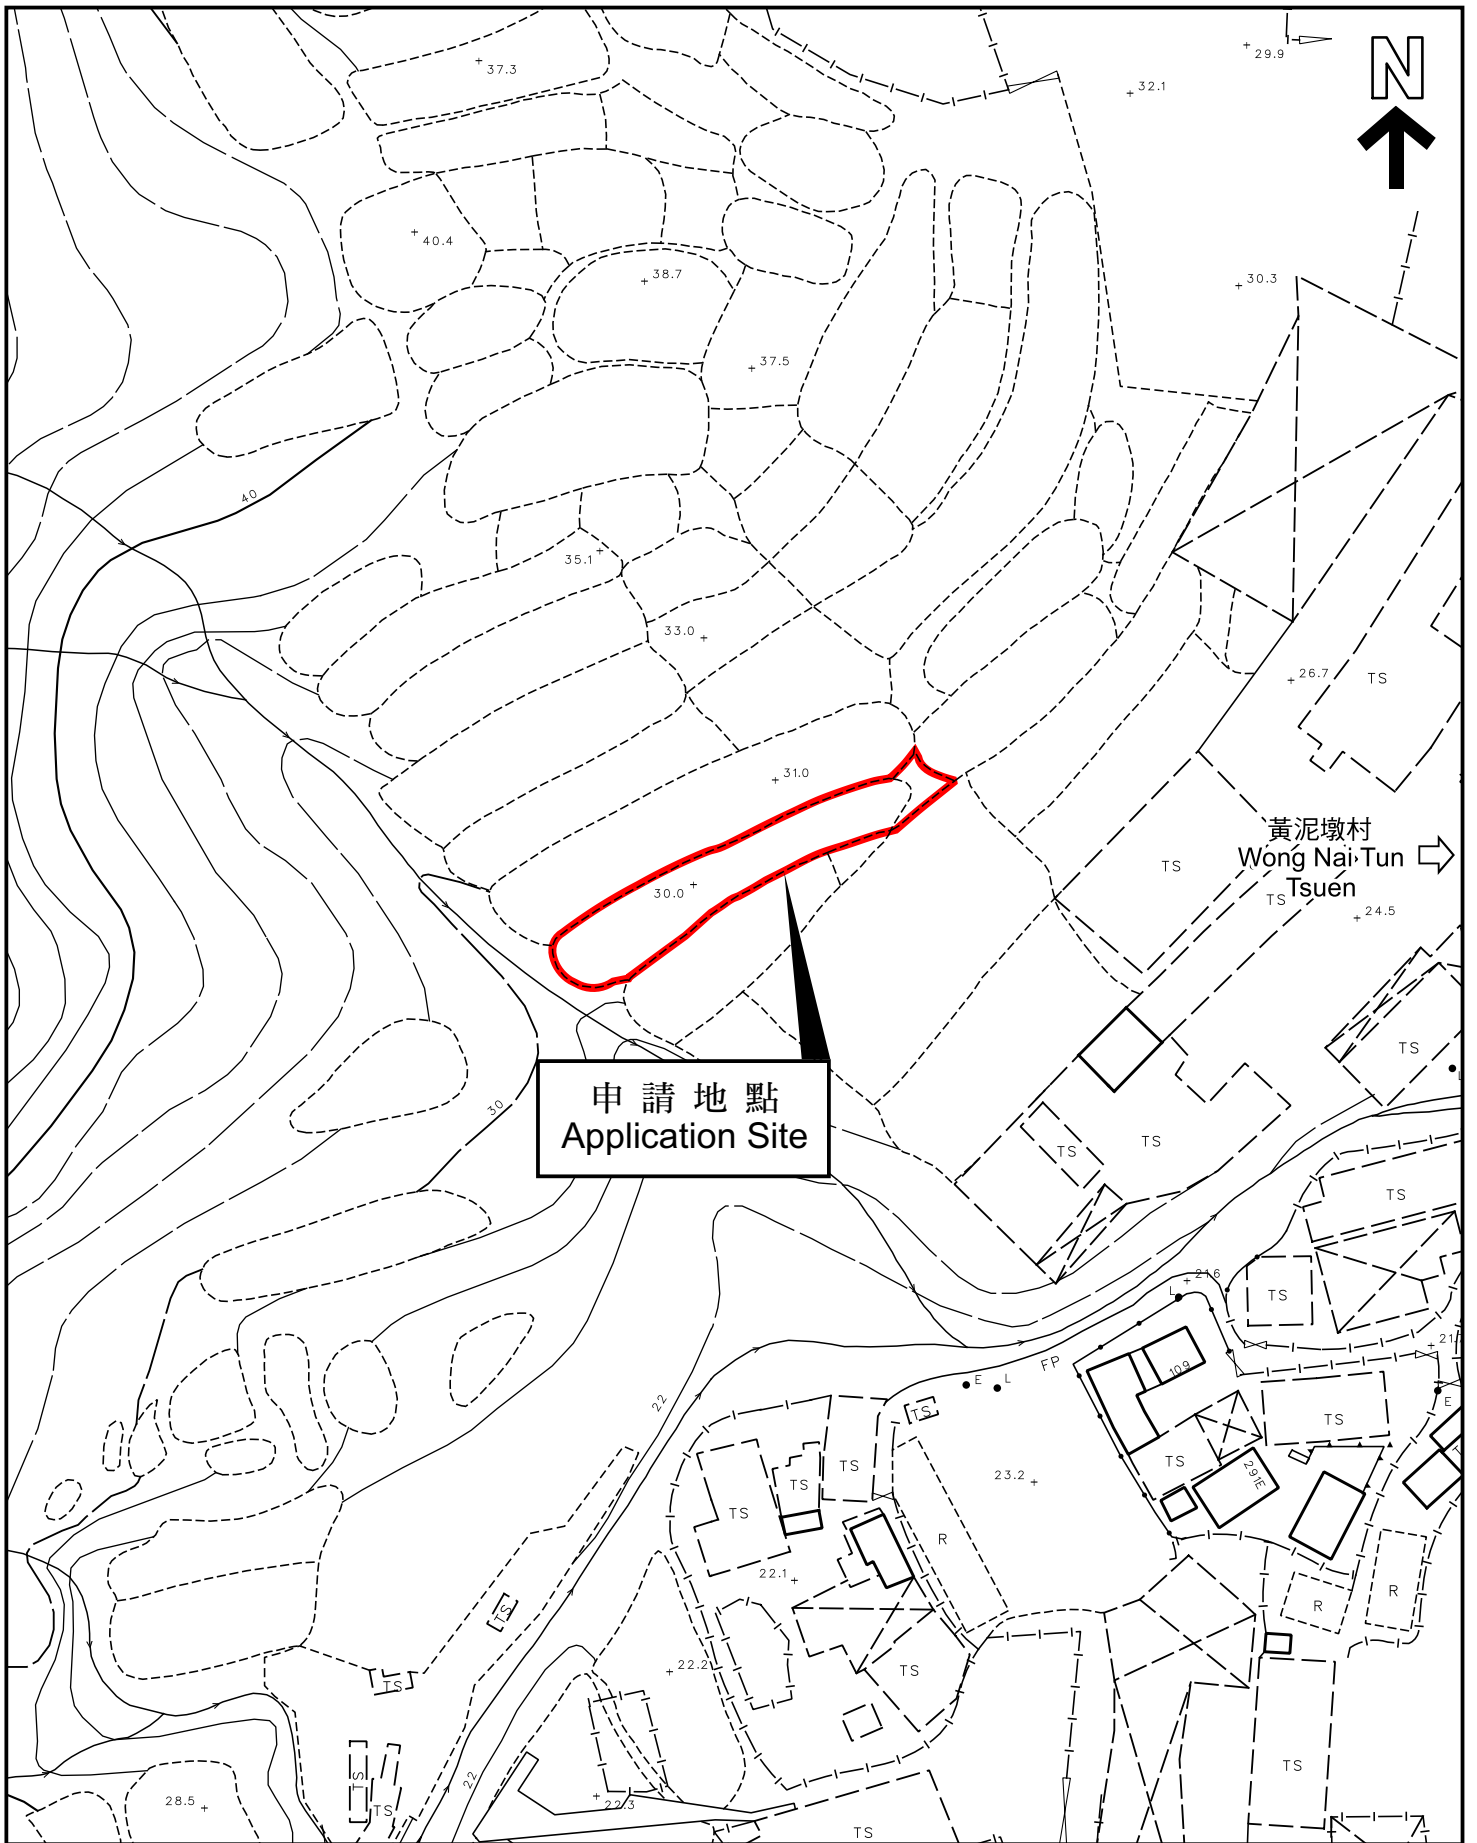 N
37.3
29.9
32.1
40.4
38.7
30.3
37.5
40
35.1
33.0
26.7
TS
31.0
黃泥墩村
Wong Nai Tun
Tsuen
TS
TS
30.0
24.5
TS
申請地點
Application Site
30
TS
TS
TS
21.6
L
TS
FP
10.9
E
L
E
22
TS
TS
TS
TS
TS
23.2
291E
TS
R
22.1
R
R
TS
22.2
TS
TS
TS
TS
TS
22
22.3
28.5
TS